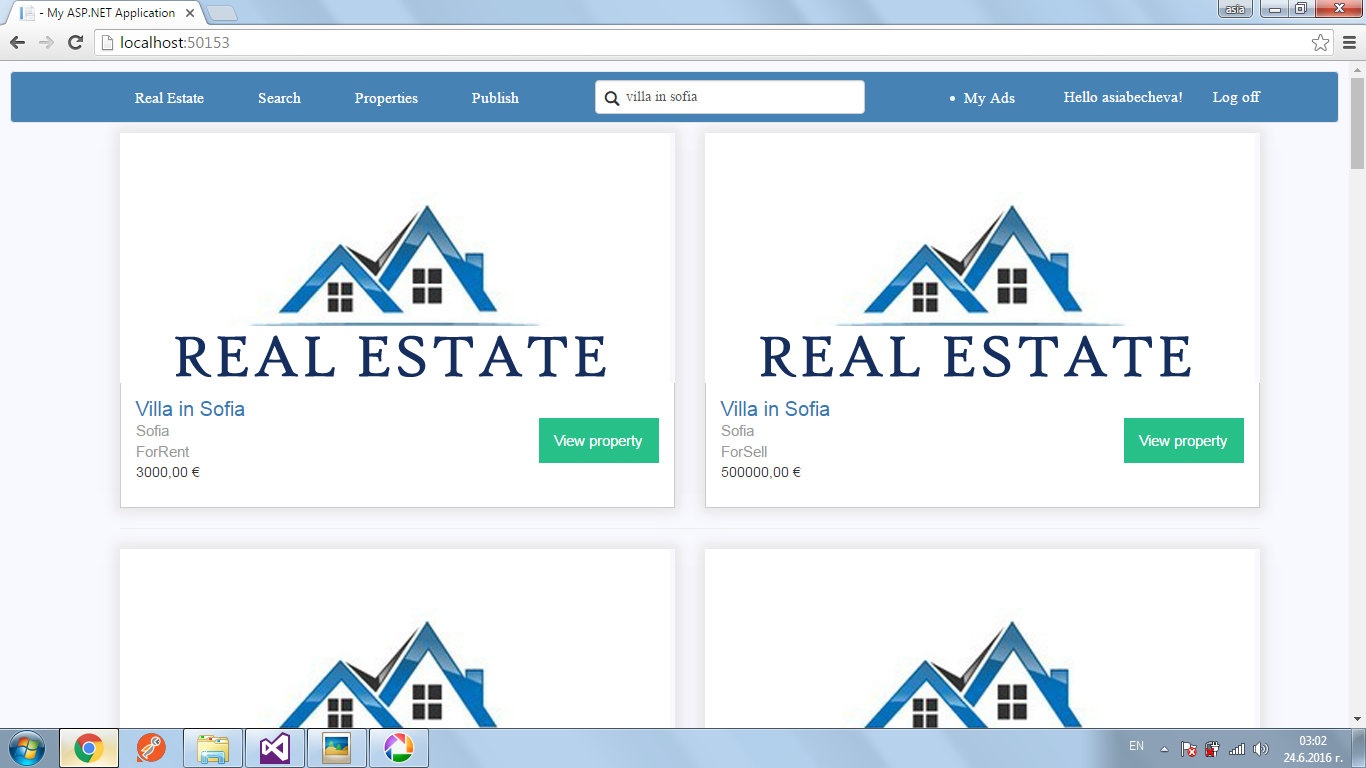 - My ASP.NET Application
asia
localhost:50153
Real Estate Search Properties Publish villa in sofia My Ads Hello asiabecheva! Log off
REAL ESTATE
Villa in Sofia
Sofia
ForRent
3000,00 €
View property
REAL ESTATE
Villa in Sofia
Sofia
ForSell
500000,00 €
View property
EN
03:02
24.6.2016 г.